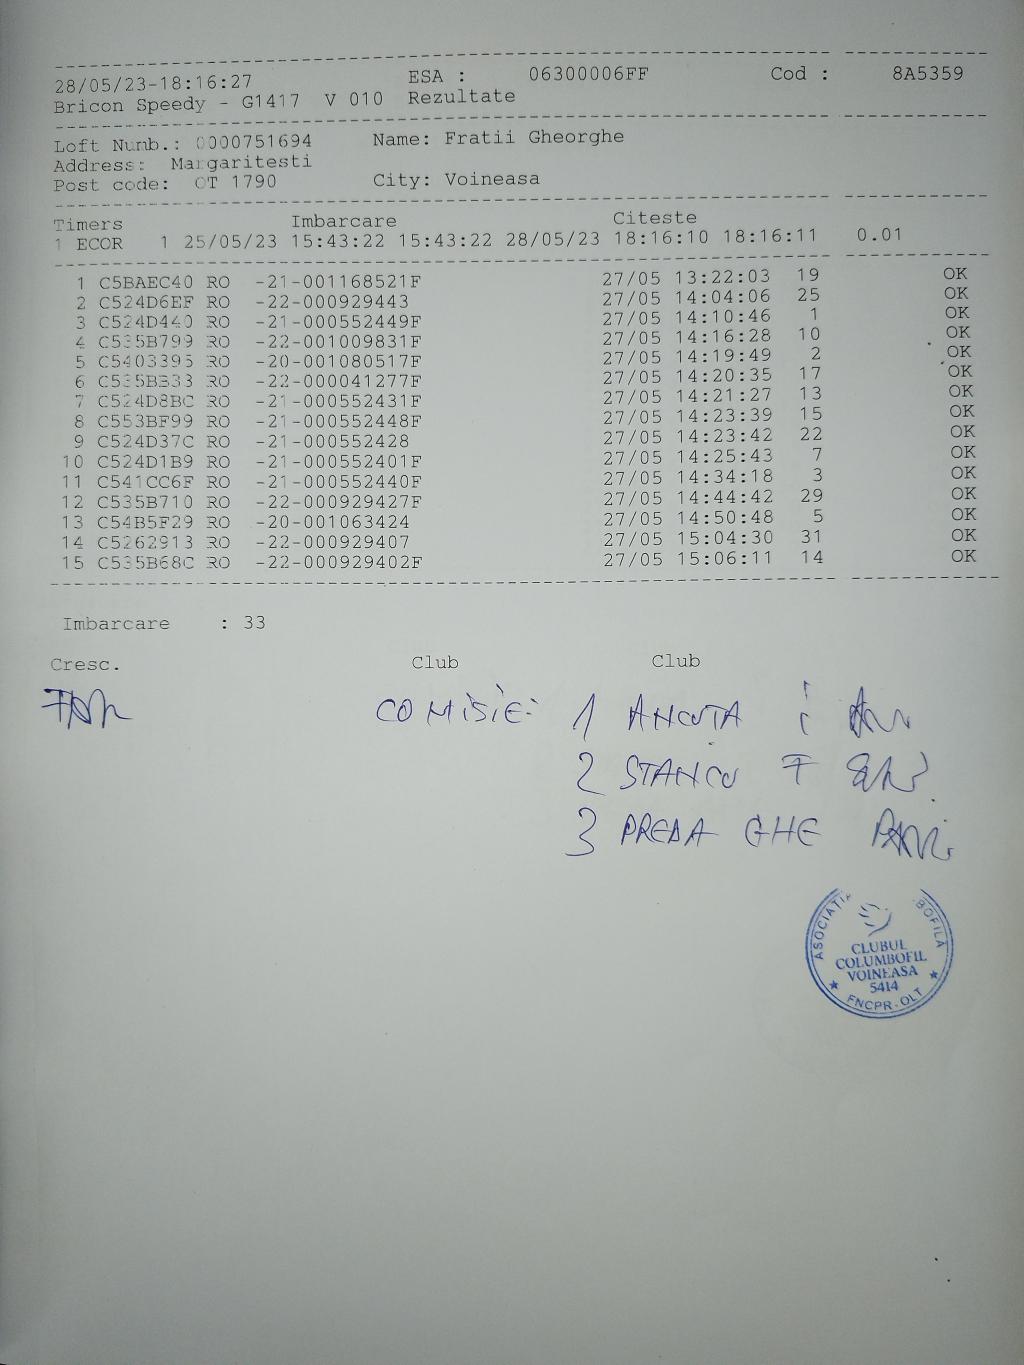 28/05/23-18:16:27 ESA : 06300006FF Cod : 8A5359
Bricon Speedy - G1417 V 010 Rezultate
Loft Numb.: 0000751694 Name: Fratii Gheorghe
Address: Margaritesti
Post code: OT 1790 City: Voineasa
Timers Imbarcare Citeste
1 ECOR 1 25/05/23 15:43:22 15:43:22 28/05/23 18:16:10 18:16:11 0.01
1 C5BAEC40 RO -21-001168521F 27/05 13:22:03 19 OK
2 C524D6EF RO -22-000929443 27/05 14:04:06 25 OK
3 C524D440 RO -21-000552449F 27/05 14:10:46 1 OK
4 C535B799 RO -22-001009831F 27/05 14:16:28 10 OK
5 C5403395 RO -20-001080517F 27/05 14:19:49 2 OK
6 C535B333 RO -22-000041277F 27/05 14:20:35 17 OK
7 C524D8BC RO -21-000552431F 27/05 14:21:27 13 OK
8 C553BF99 RO -21-000552448F 27/05 14:23:39 15 OK
9 C524D37C RO -21-000552428 27/05 14:23:42 22 OK
10 C524D1B9 RO -21-000552401F 27/05 14:25:43 7 OK
11 C541CC6F RO -21-000552440F 27/05 14:34:18 3 OK
12 C535B710 RO -22-000929427F 27/05 14:44:42 29 OK
13 C54B5F29 RO -20-001063424 27/05 14:50:48 5 OK
14 C5262913 RO -22-000929407 27/05 15:04:30 31 OK
15 C535B68C RO -22-000929402F 27/05 15:06:11 14 OK
Imbarcare : 33
Cresc. Club Club
COMISIE: 1 ANCUTA I
2 STANCU F
3 PREDA GHE
CLUBUL
COLUMBOFIL
VOINEASA
5414
FNCPR-OLT